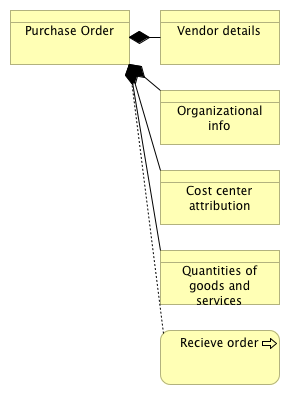 Purchase Order
Vendor details
Organizational
info
Cost center
attribution
Quantities of
goods and
services
Recieve order